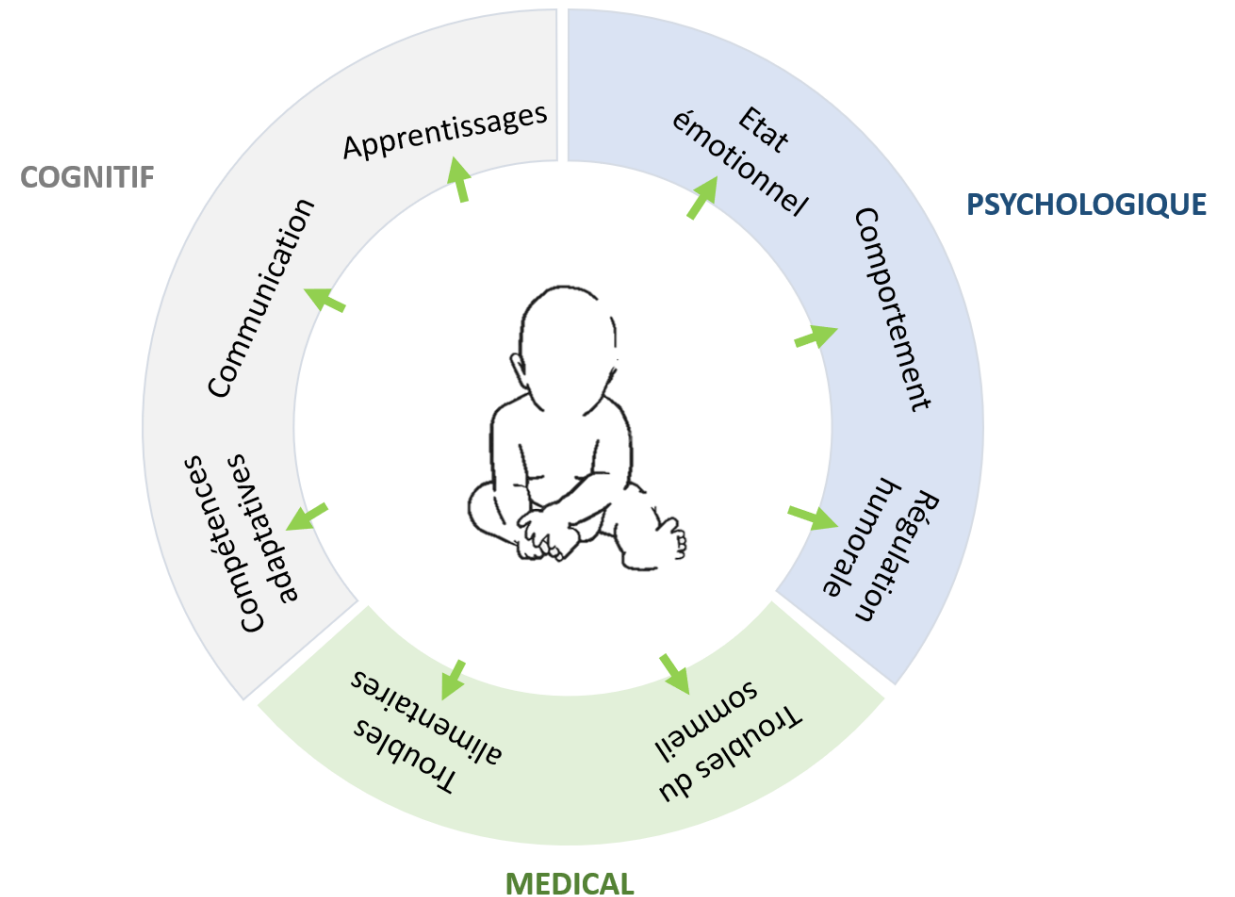 Apprentissages
Etat
émotionnel
COGNITIF
PSYCHOLOGIQUE
Communication
Comportement
Compétences
adaptatives
Régulation
humorale
Troubles
alimentaires
Troubles du
sommeil
MEDICAL